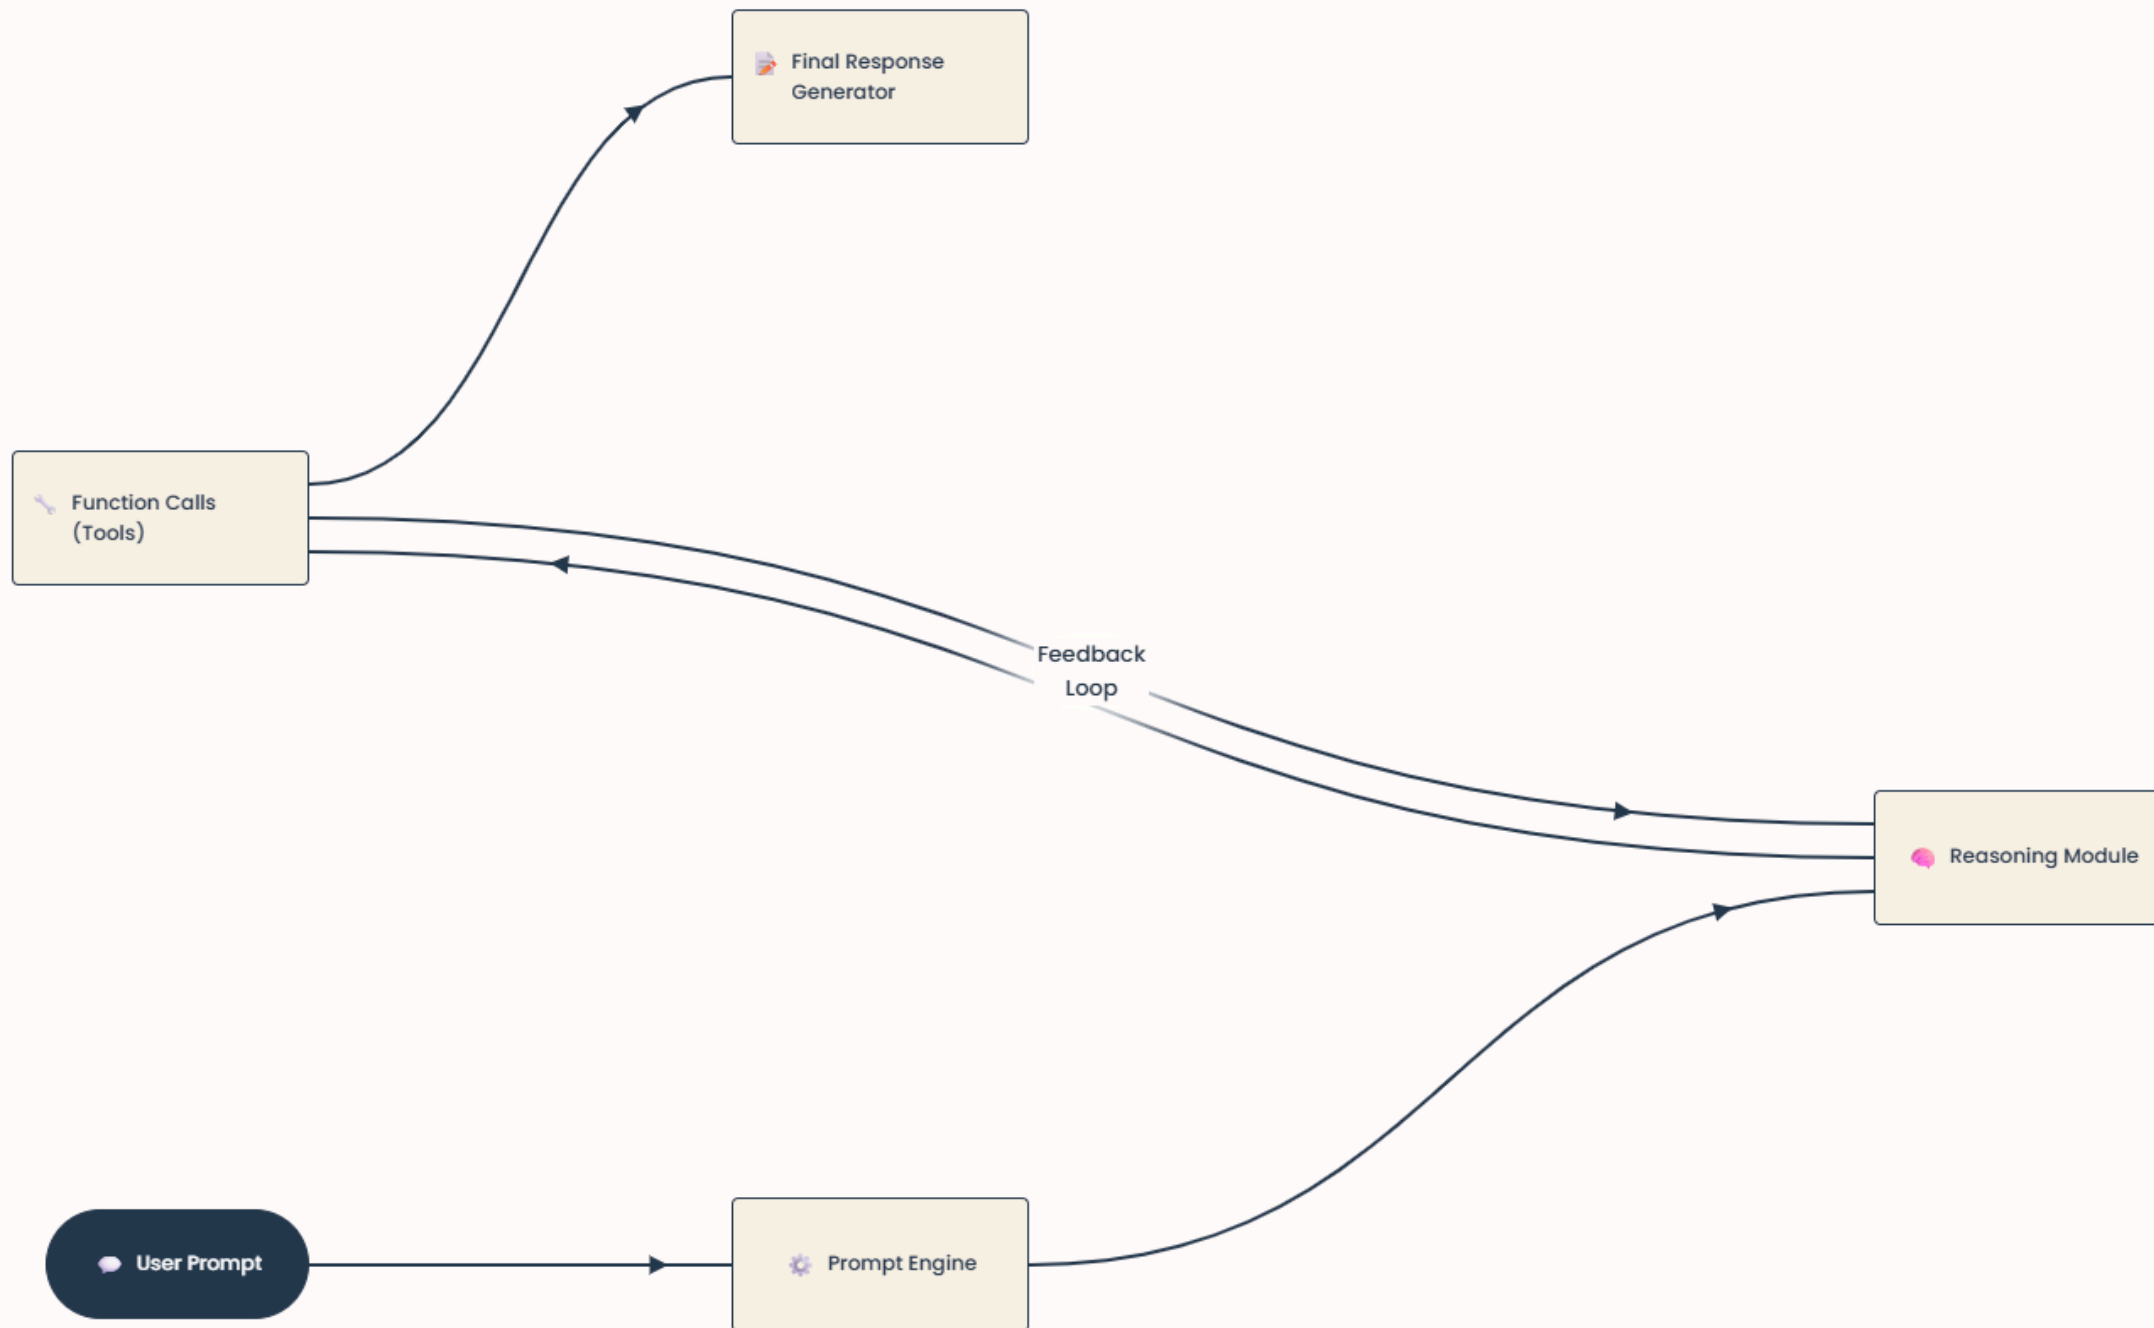 Final Response
Generator
Function Calls
(Tools)
Feedback
Loop
Reasoning Module
User Prompt
Prompt Engine